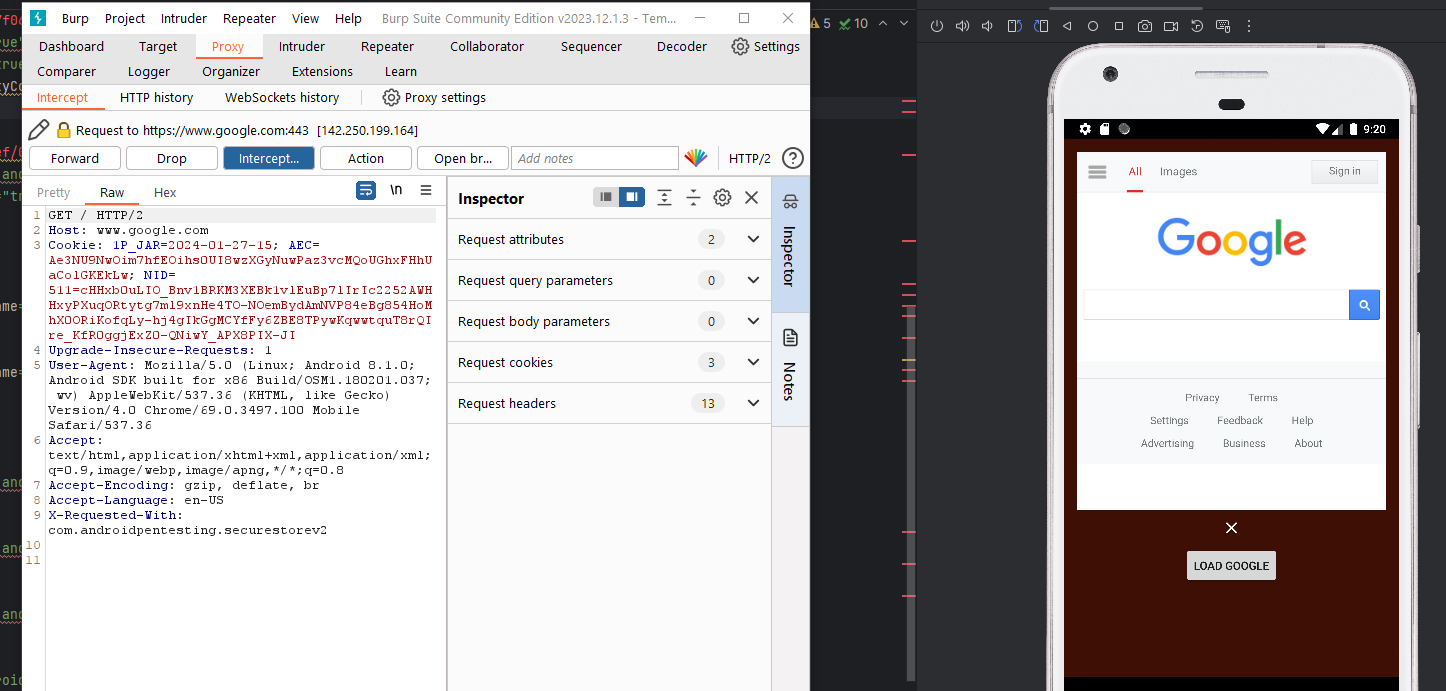 Burp Project Intruder Repeater View Help Burp Suite Community Edition v2023.12.1.3 - Tem...
5 10
Dashboard Target Proxy Intruder Repeater Collaborator Sequencer Decoder Settings
Comparer Logger Organizer Extensions Learn
Intercept HTTP history WebSockets history Proxy settings
Request to https://www.google.com:443 [142.250.199.164]
Forward Drop Intercept... Action Open br... Add notes HTTP/2 ?
Pretty Raw Hex \n
1 GET / HTTP/2
2 Host: www.google.com
3 Cookie: 1P_JAR=2024-01-27-15; AEC=
4 Upgrade-Insecure-Requests: 1
5 User-Agent: Mozilla/5.0 (Linux; Android 8.1.0;
Android SDK built for x86 Build/OSM1.180201.037;
wv) AppleWebKit/537.36 (KHTML, like Gecko)
Version/4.0 Chrome/69.0.3497.100 Mobile
Safari/537.36
6 Accept:
text/html,application/xhtml+xml,application/xml;
q=0.9,image/webp,image/apng,*/*;q=0.8
7 Accept-Encoding: gzip, deflate, br
8 Accept-Language: en-US
9 X-Requested-With:
com.androidpentesting.securestorev2
10
11
Inspector
Request attributes 2
Request query parameters 0
Request body parameters 0
Request cookies 3
Request headers 13
Inspector
Notes
9:20
All Images Sign in
Google
Privacy Terms
Settings Feedback Help
Advertising Business About
LOAD GOOGLE